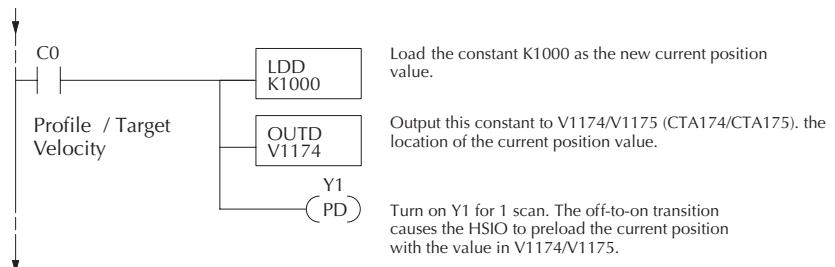 C0
LDD
K1000
Load the constant K1000 as the new current position
value.
Profile / Target
Velocity
OUTD
V1174
Output this constant to V1174/V1175 (CTA174/CTA175). the
location of the current position value.
Y1
PD
Turn on Y1 for 1 scan. The off-to-on transition
causes the HSIO to preload the current position
with the value in V1174/V1175.